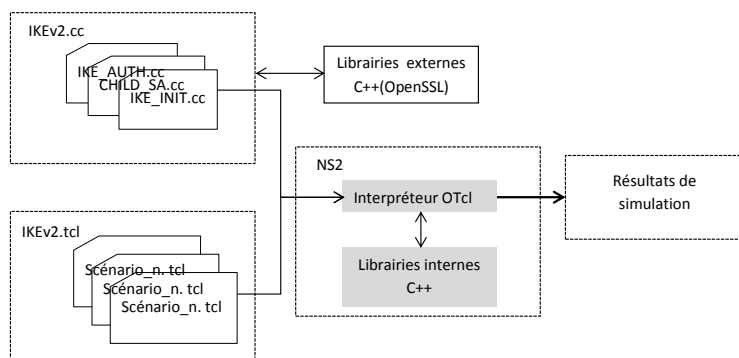 IKEv2.cc
IKE_AUTH.cc
CHILD_SA.cc
IKE_INIT.cc
Librairies externes
C++(OpenSSL)
NS2
Interpréteur OTcl
Librairies internes
C++
Résultats de
simulation
IKEv2.tcl
Scénario_n. tcl
Scénario_n. tcl
Scénario_n. tcl